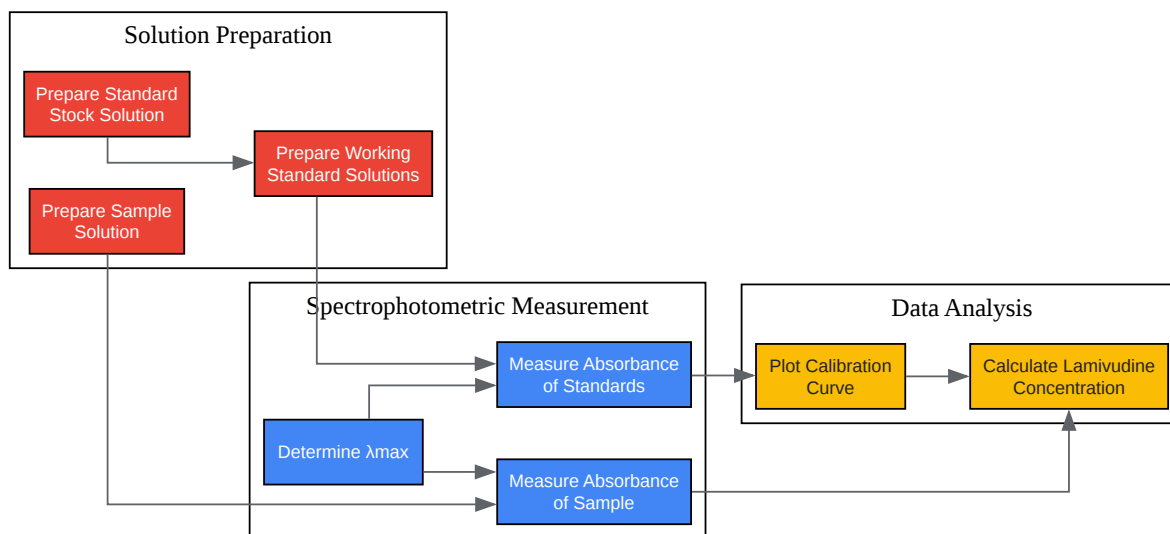 Solution Preparation
Prepare Standard
Stock Solution
Prepare Working
Standard Solutions
Prepare Sample
Solution
Spectrophotometric Measurement
Measure Absorbance
of Standards
Determine λmax
Measure Absorbance
of Sample
Data Analysis
Plot Calibration
Curve
Calculate Lamivudine
Concentration